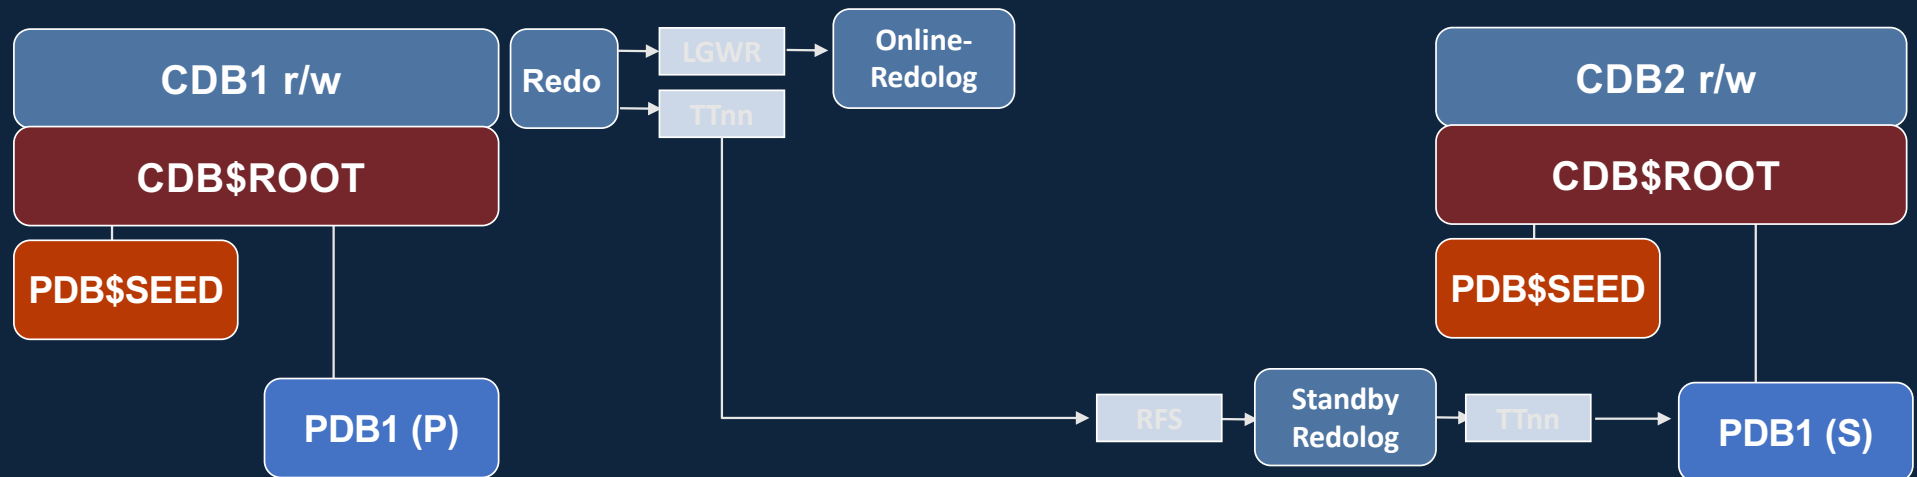 CDB1 r/w
CDB$ROOT
PDB$SEED
PDB1 (P)
Redo
LGWR
TTnn
Online-
Redolog
RFS
Standby
Redolog
TTnn
CDB2 r/w
CDB$ROOT
PDB$SEED
PDB1 (S)